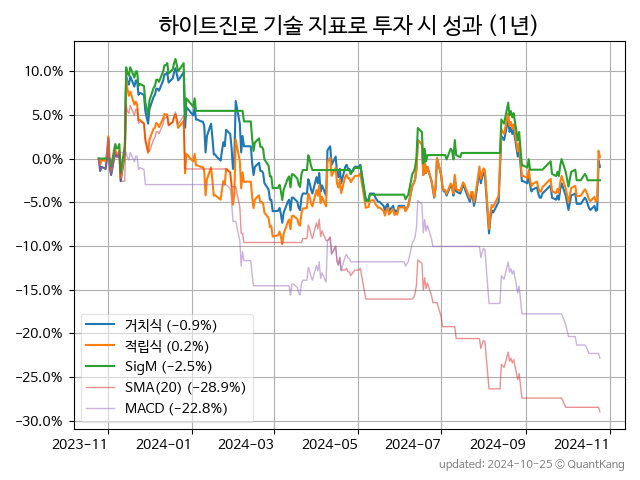 하이트진로 기술 지표로 투자 시 성과 (1년)
10.0%
5.0%
0.0%
−5.0%
−10.0%
−15.0%
−20.0%
−25.0%
−30.0%
거치식 (−0.9%)
적립식 (0.2%)
SigM (−2.5%)
SMA(20) (−28.9%)
MACD (−22.8%)
2023-11
2024-01
2024-03
2024-05
2024-07
2024-09
2024-11
updated: 2024-10-25 © QuantKang